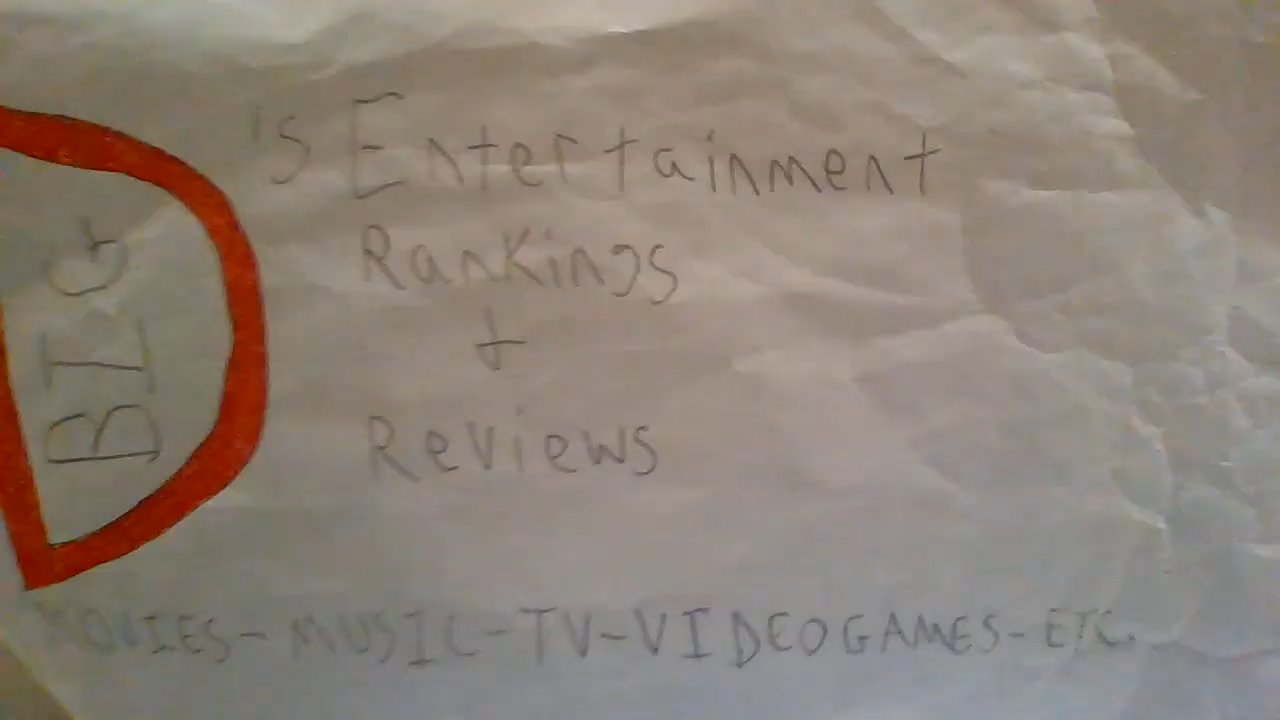 BIG D
's Entertainment
Rankings
+
Reviews
MOVIES-MUSIC-TV-VIDEOGAMES-ETC.